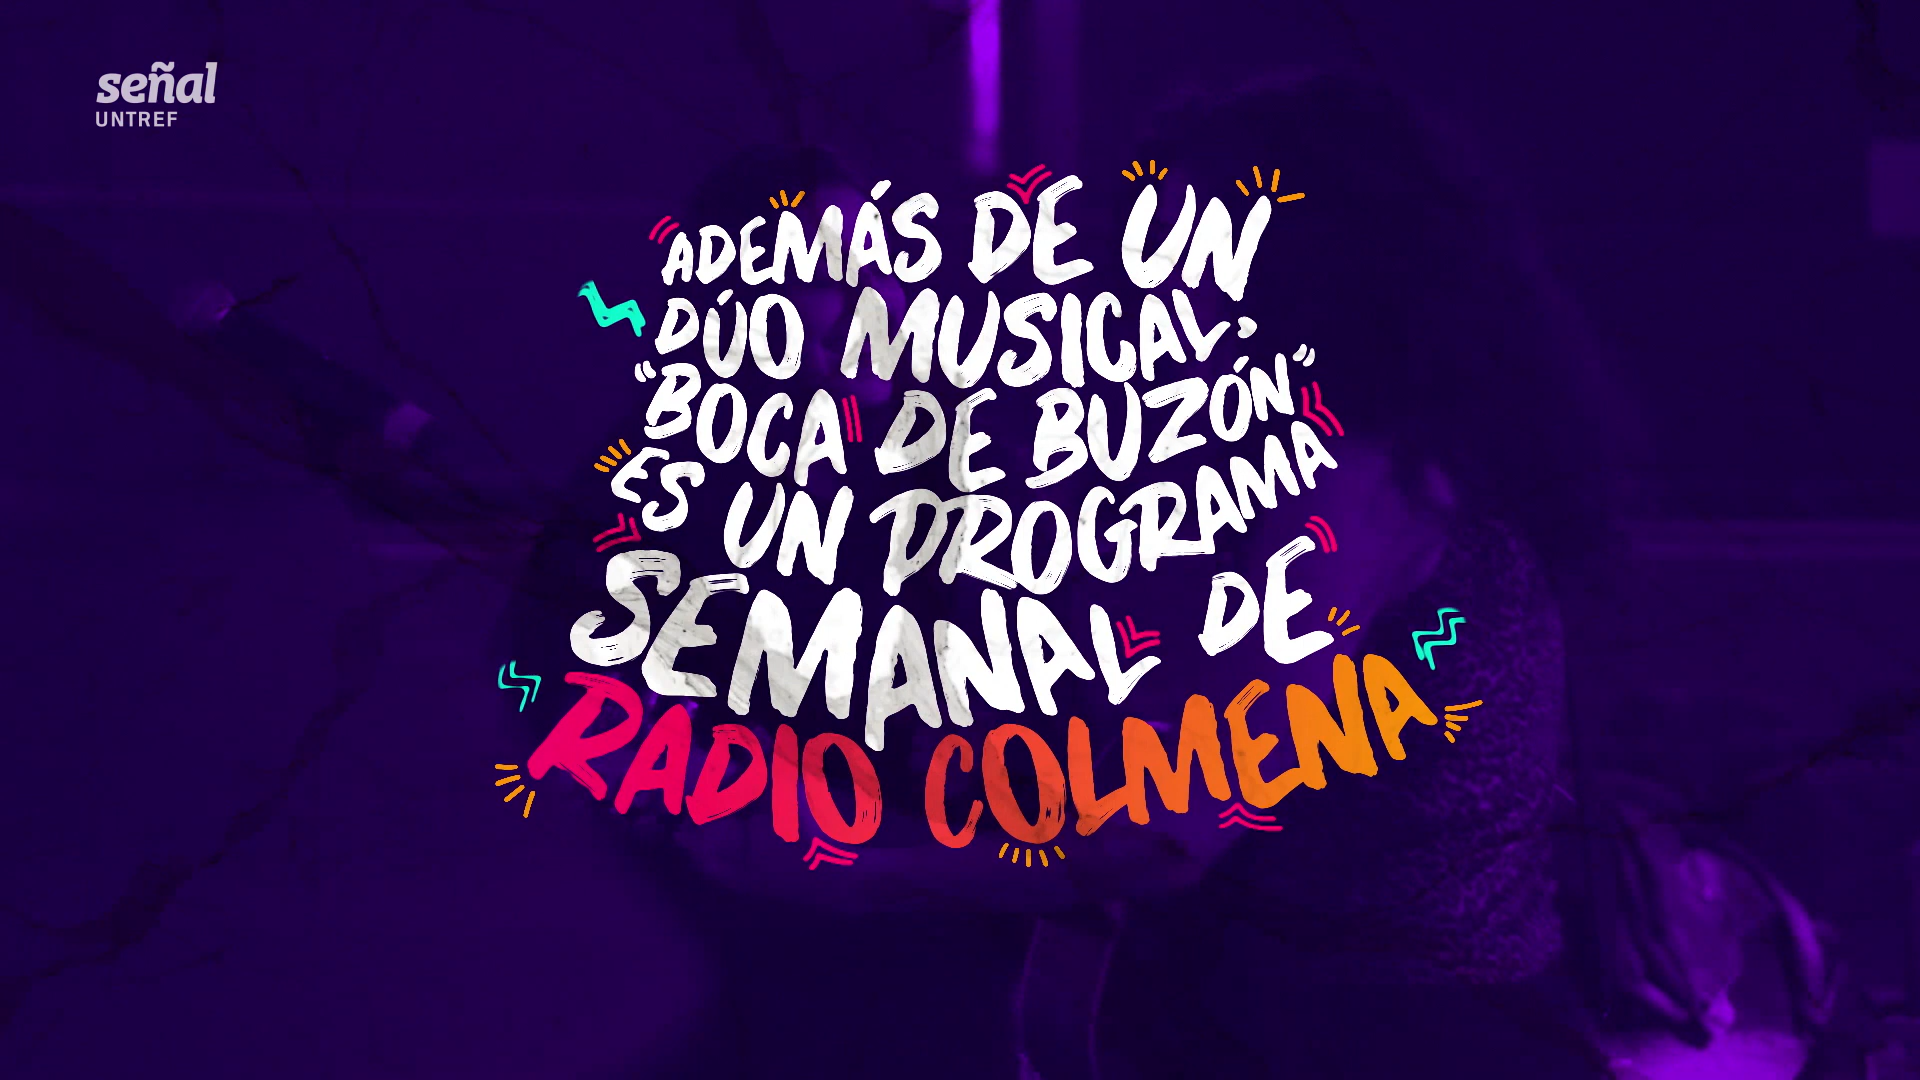 señal
UNTREF
ADEMÁS DE UN
DÚO MUSICAL,
“BOCA DE BUZÓN”
ES UN PROGRAMA
SEMANAL DE
RADIO COLMENA